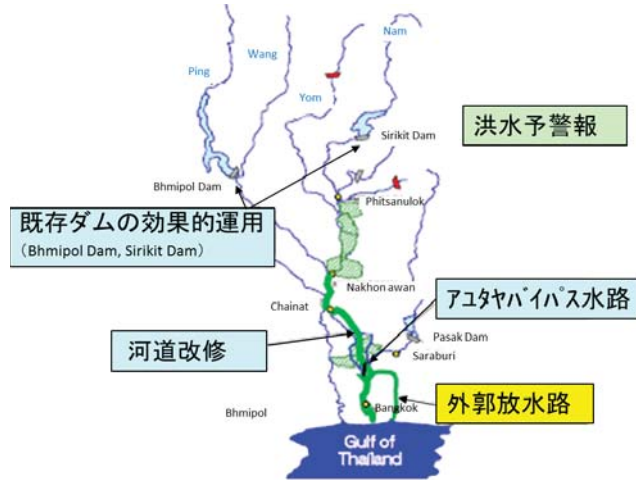 Nam
Wang
Ping
Yom
Sirikit Dam
洪水予警報
Bhmipol Dam
Phitsanulok
既存ダムの効果的運用
(Bhmipol Dam, Sirikit Dam)
Nakhon awan
アユタヤバイパス水路
Chainat
Pasak Dam
河道改修
Saraburi
Bhmipol
Bangkok
外郭放水路
Gulf of
Thailand